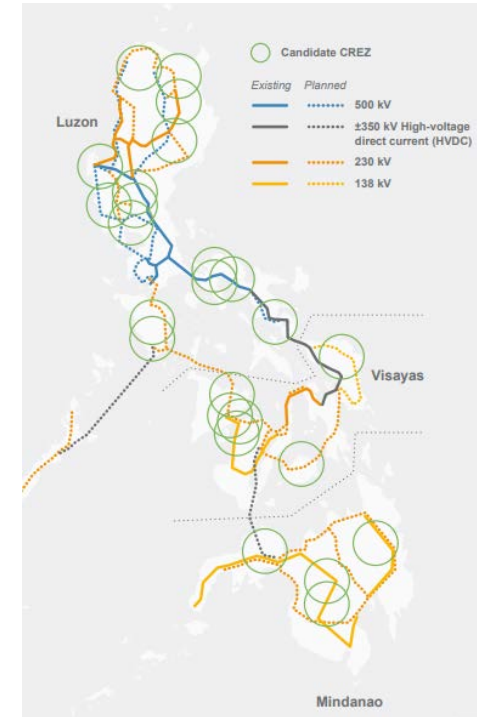 Candidate CREZ
Existing Planned
500 kV
±350 kV High-voltage
direct current (HVDC)
230 kV
138 kV
Luzon
Visayas
Mindanao